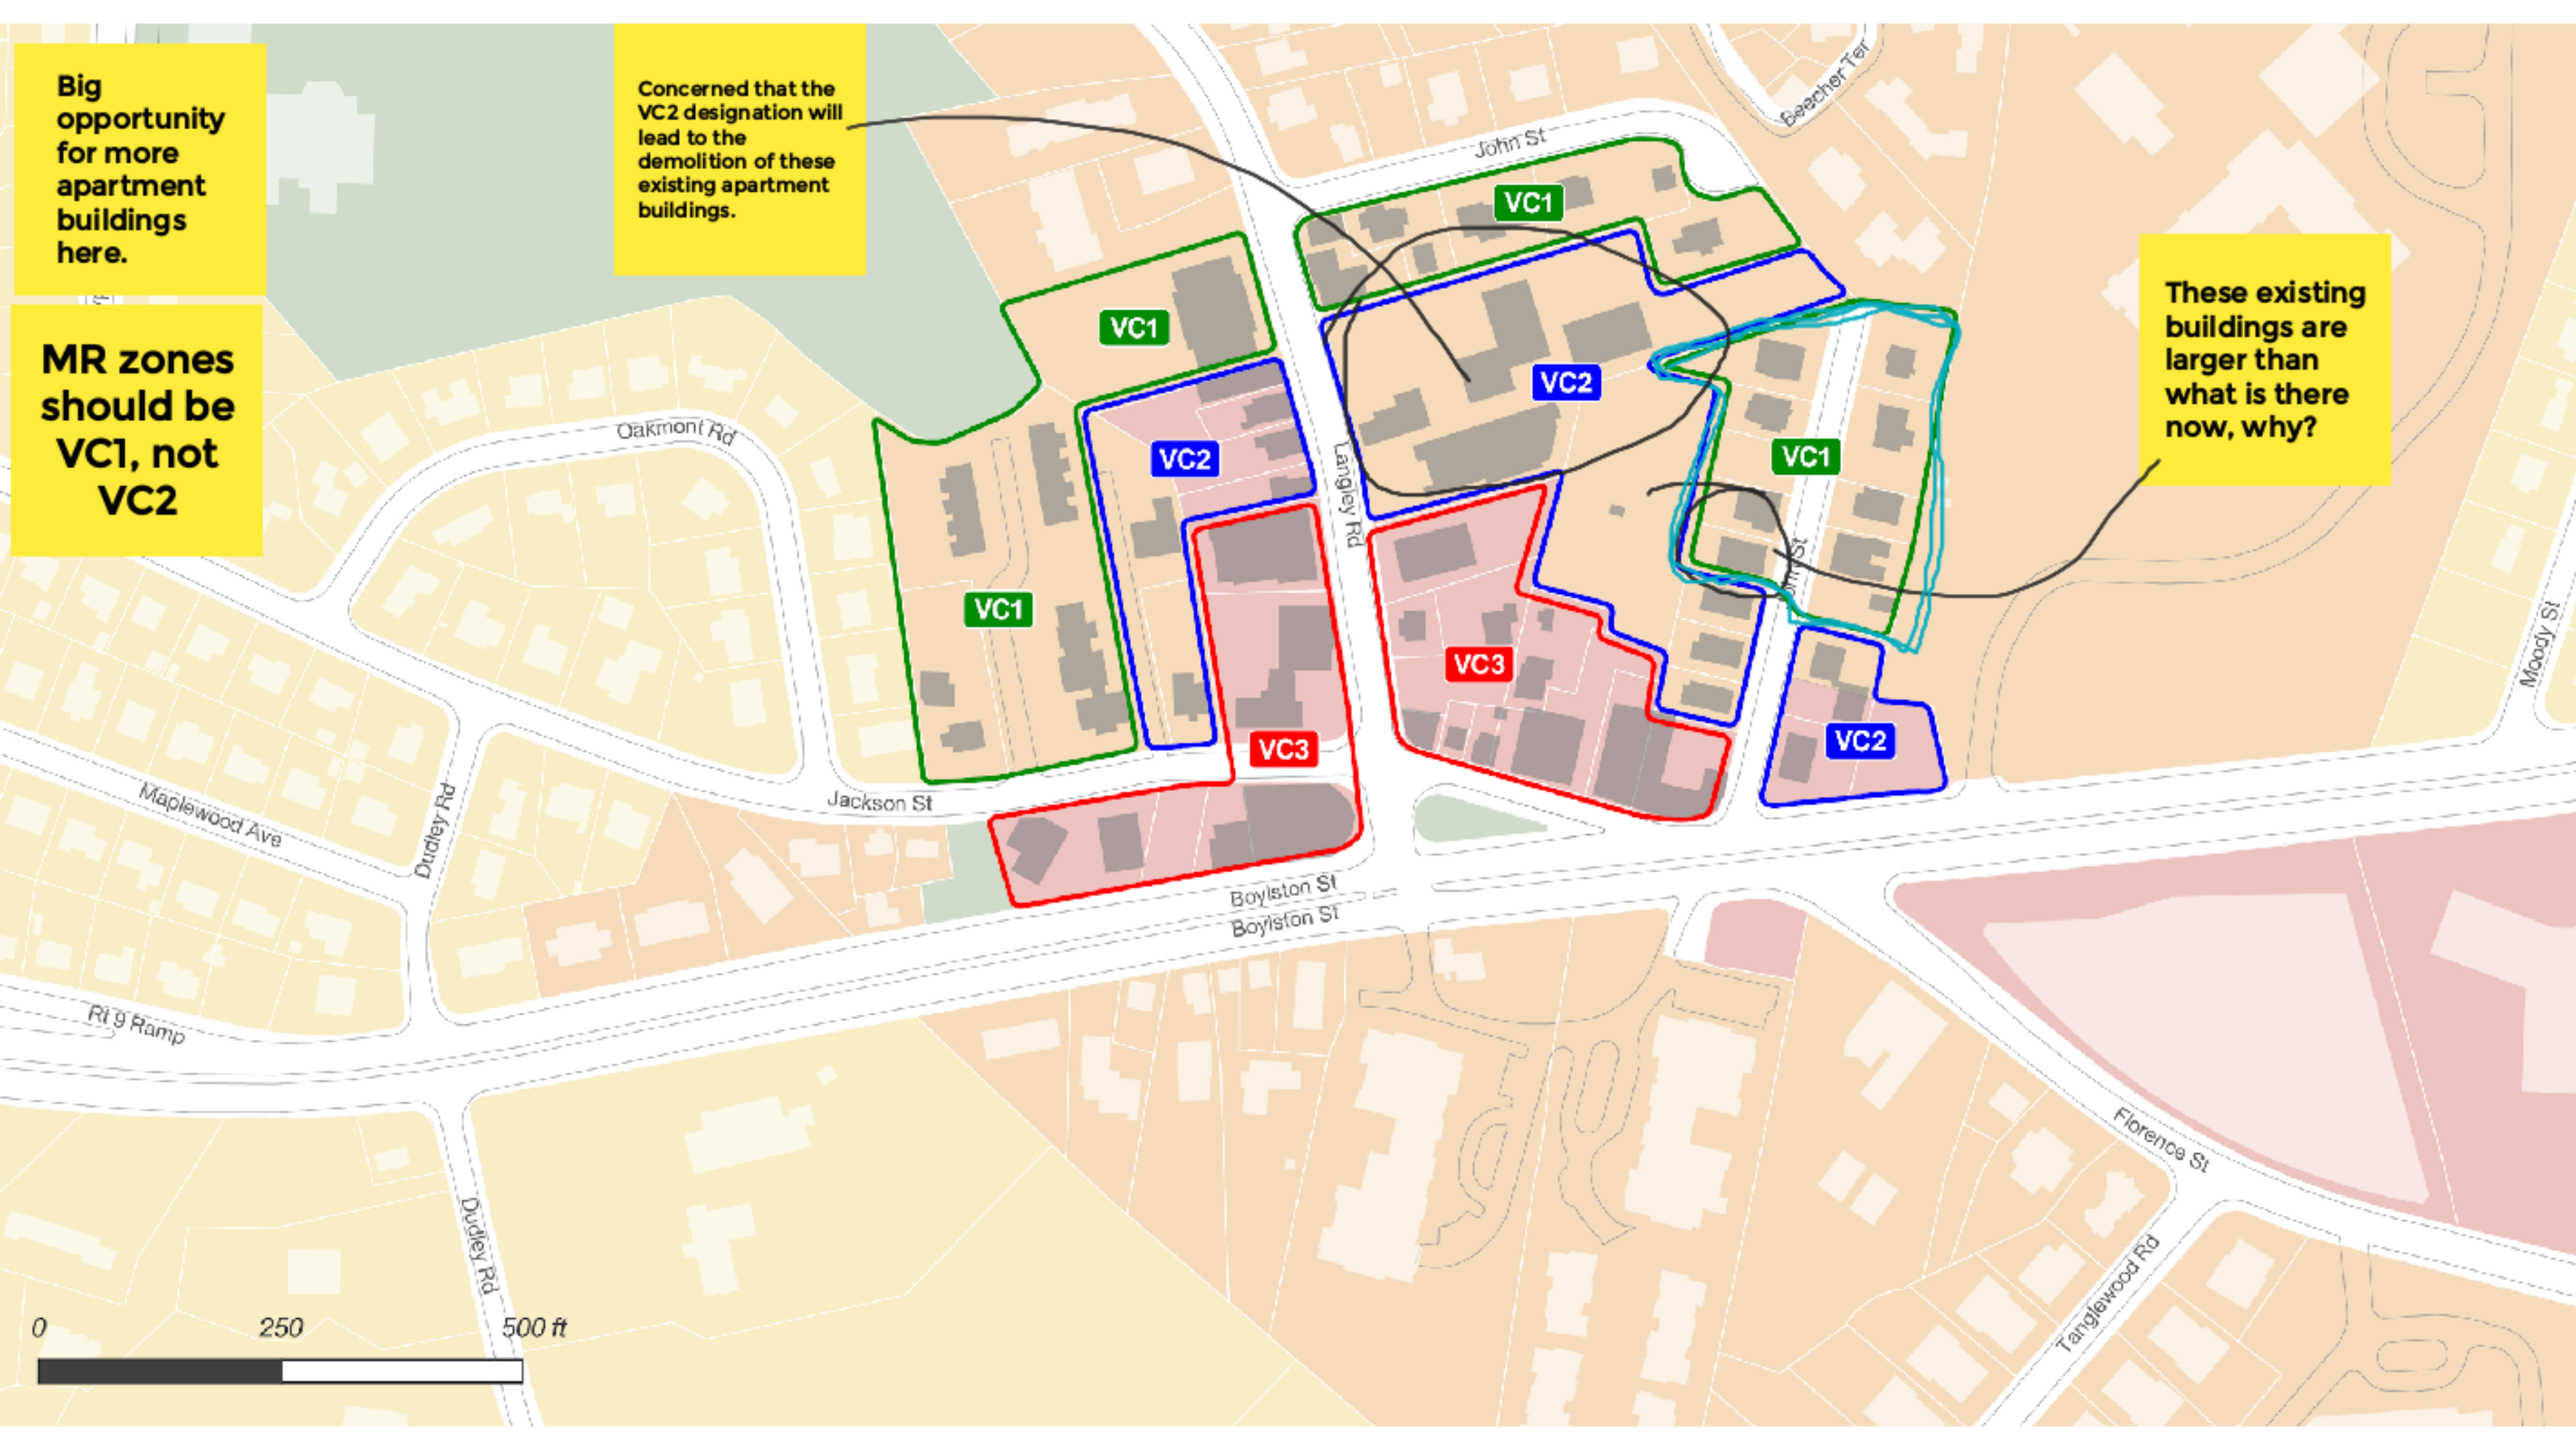 Big
opportunity
for more
apartment
buildings
here.
MR zones
should be
VC1, not
VC2
Concerned that the
VC2 designation will
lead to the
demolition of these
existing apartment
buildings.
These existing
buildings are
larger than
what is there
now, why?
Beecher Ter
John St
VC1
VC1
VC2
Oakmont Rd
VC2
VC1
Langley Rd
VC1
VC3
VC2
VC3
Moody St
Jackson St
Maplewood Ave
Dudley Rd
Boylston St
Boylston St
Rt 9 Ramp
Florence St
Dudley Rd
Tanglewood Rd
0 250 500 ft